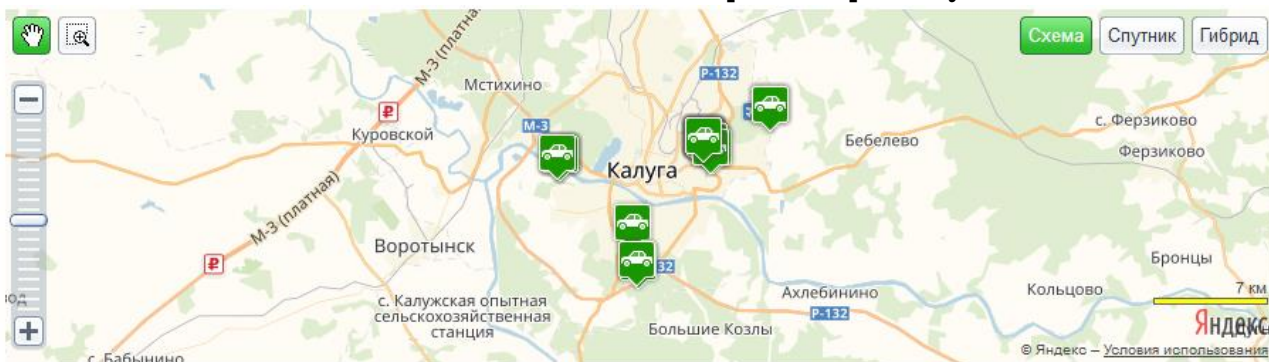 М-3 (платная)
Схема
Спутник
Гибрид
Р-132
Мстихино
Куровской
М-3
Бебелево
с. Ферзиково
Ферзиково
Калуга
М-3 (платная)
Воротынск
Бронцы
с. Калужская опытная
сельскохозяйственная
станция
Ахлебинино
Р-132
Кольцово
7 км
Большие Козлы
Яндекс
с. Бабынино
© Яндекс – Условия использования